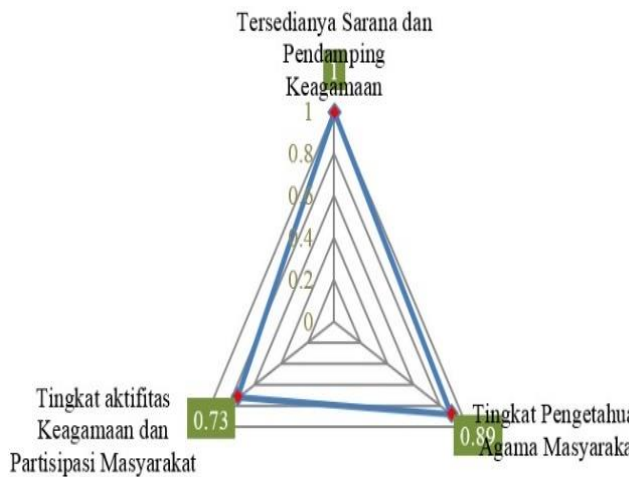 Tersedianya Sarana dan
Pendamping
1
Keagamaan
1
0.8
0.6
0.4
0.2
0
Tingkat aktifitas
Keagamaan dan
Partisipasi Masyarakat
0.73
Tingkat Pengetahua
Agama Masyaraka
0.89